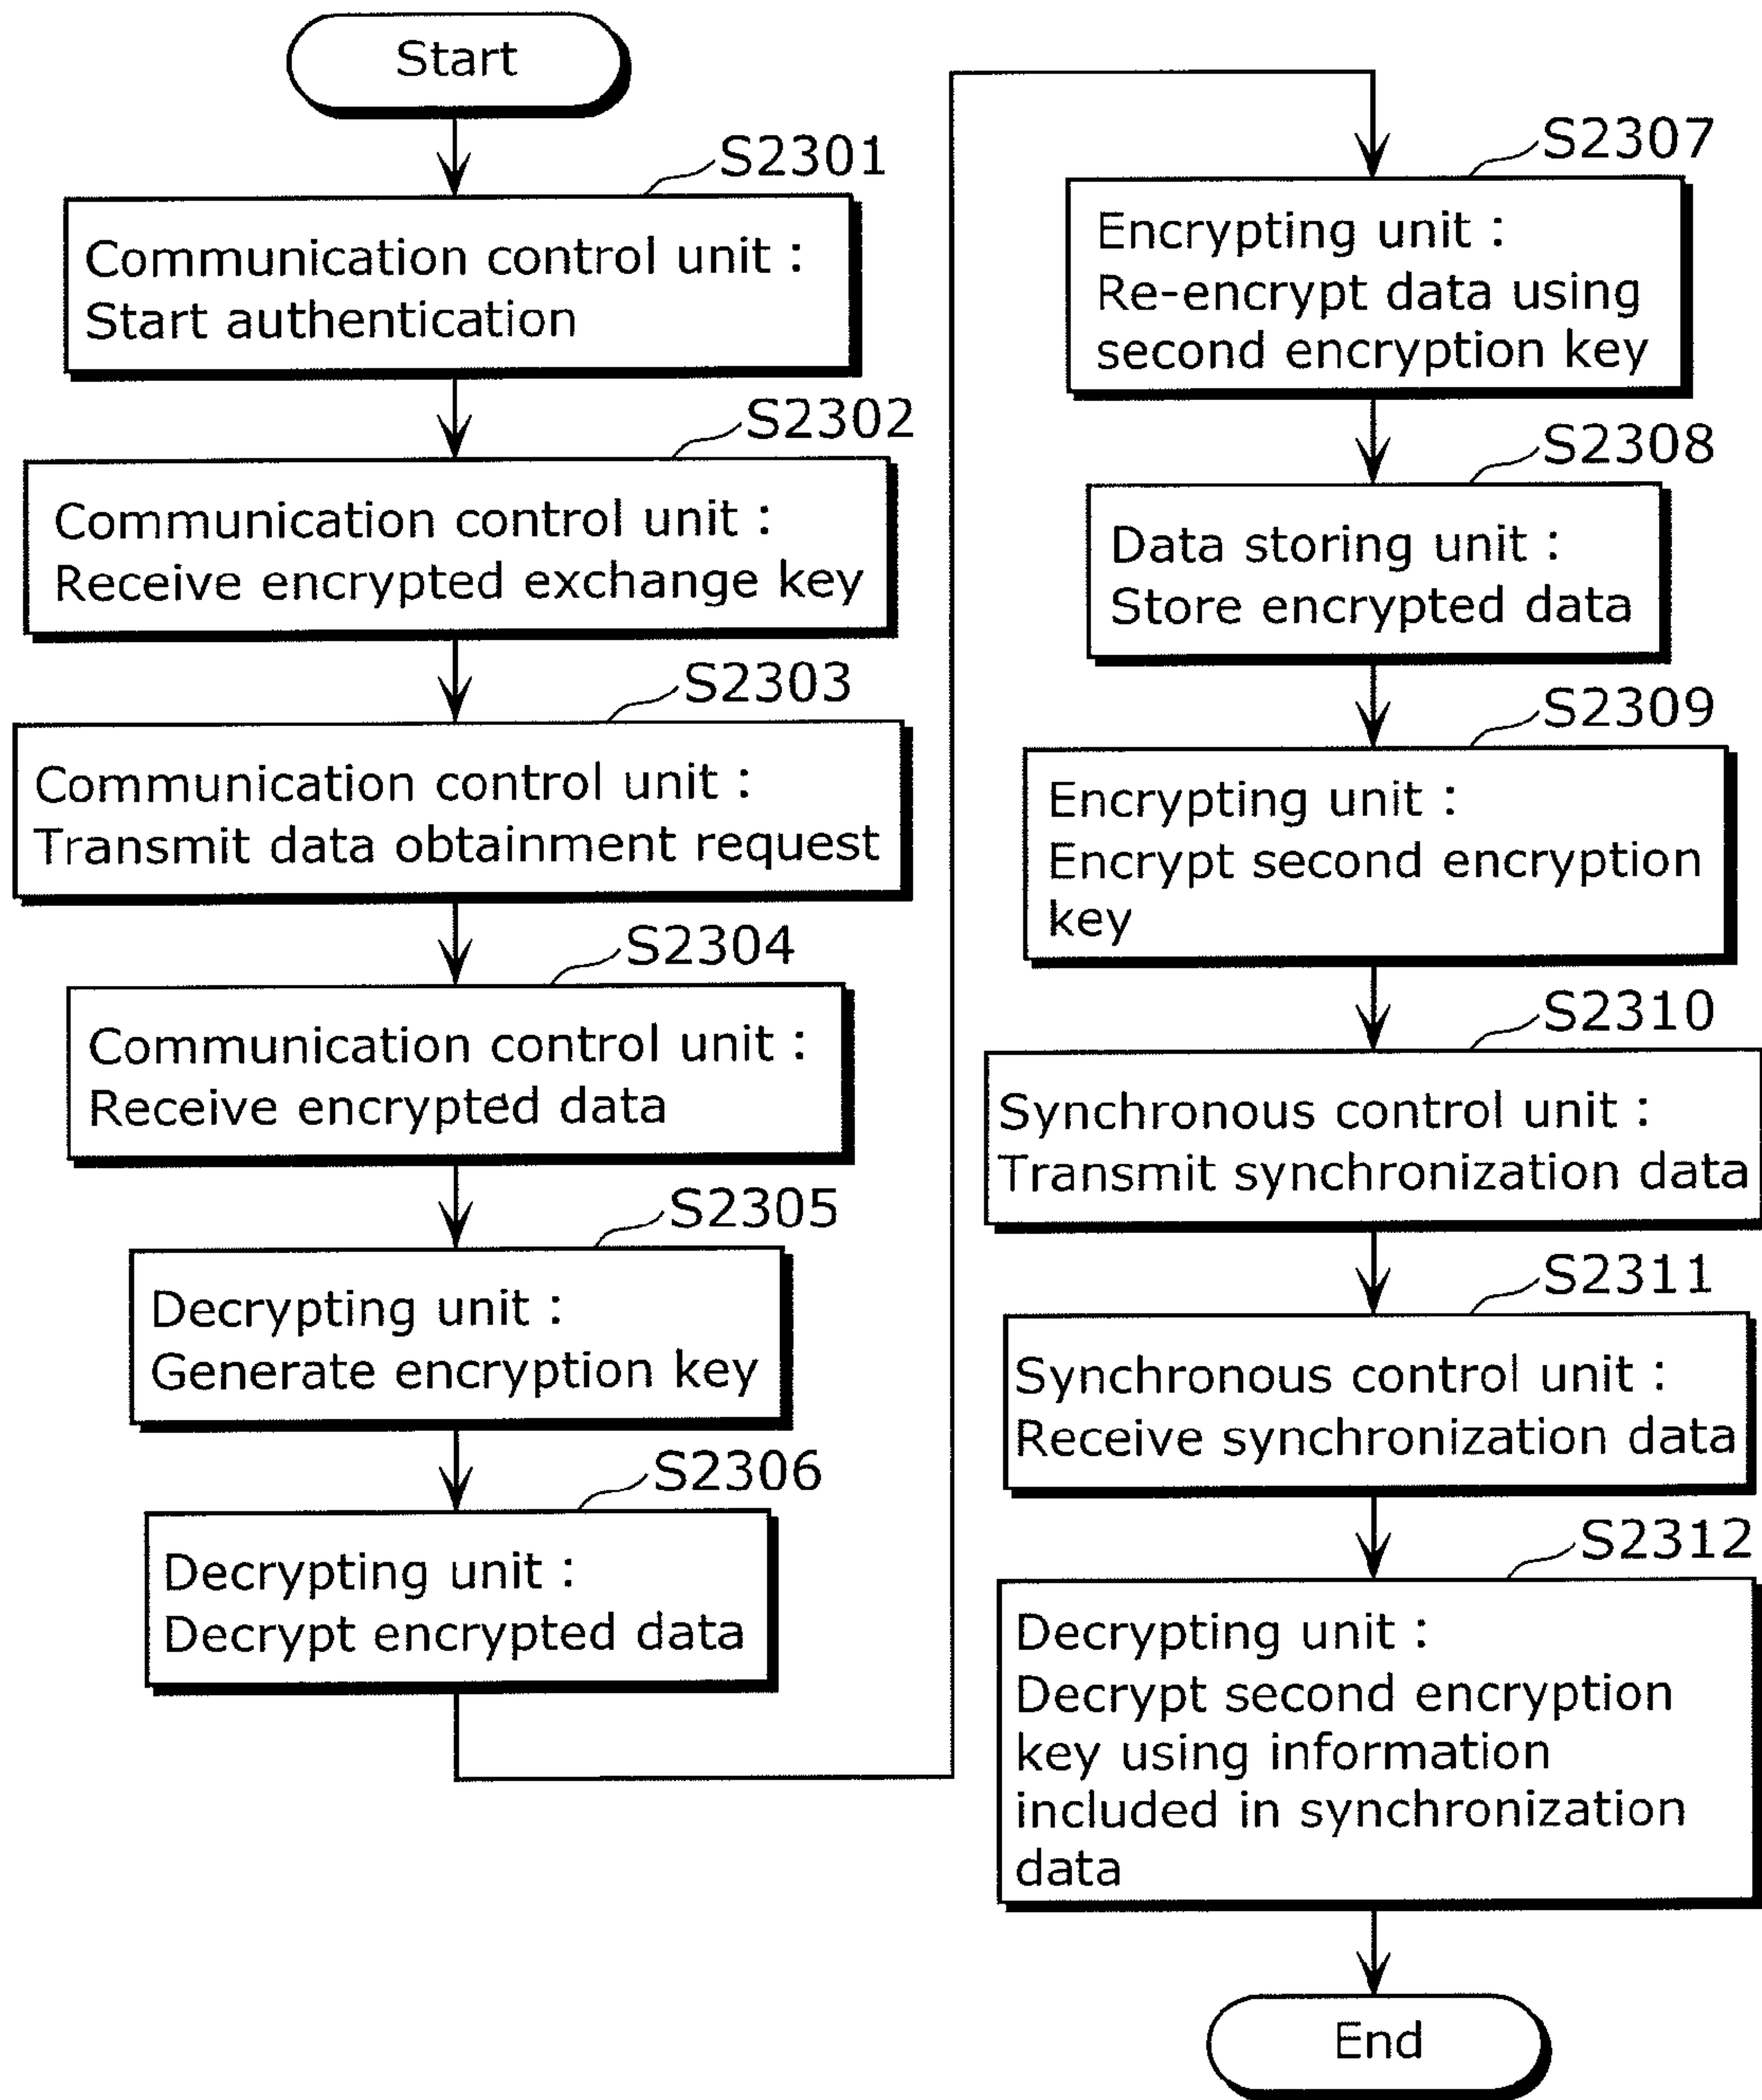 Start
S2301
Communication control unit :
Start authentication
S2302
Communication control unit :
Receive encrypted exchange key
S2303
Communication control unit :
Transmit data obtainment request
S2304
Communication control unit :
Receive encrypted data
S2305
Decrypting unit :
Generate encryption key
S2306
Decrypting unit :
Decrypt encrypted data
S2307
Encrypting unit :
Re-encrypt data using
second encryption key
S2308
Data storing unit :
Store encrypted data
S2309
Encrypting unit :
Encrypt second encryption
key
S2310
Synchronous control unit :
Transmit synchronization data
S2311
Synchronous control unit :
Receive synchronization data
S2312
Decrypting unit :
Decrypt second encryption
key using information
included in synchronization
data
End